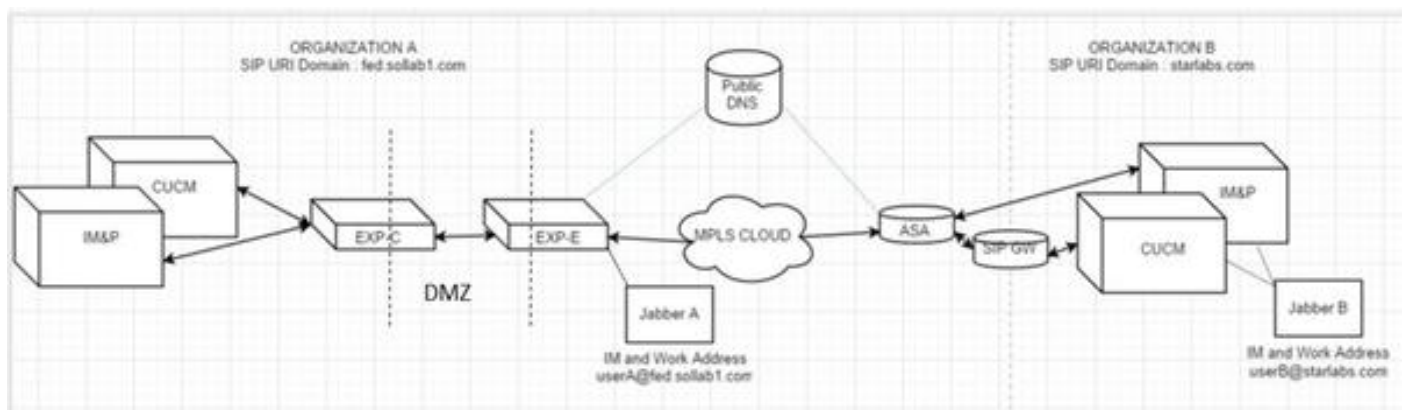 ORGANIZATION A
SIP URI Domain : fed.sollab1.com
ORGANIZATION B
SIP URI Domain : starlabs.com
Public
DNS
CUCM
IM&P
EXP-C
EXP-E
MPLS CLOUD
ASA
SIP GW
IM&P
CUCM
DMZ
Jabber A
Jabber B
IM and Work Address
userA@fed.sollab1.com
IM and Work Address
userB@starlabs.com